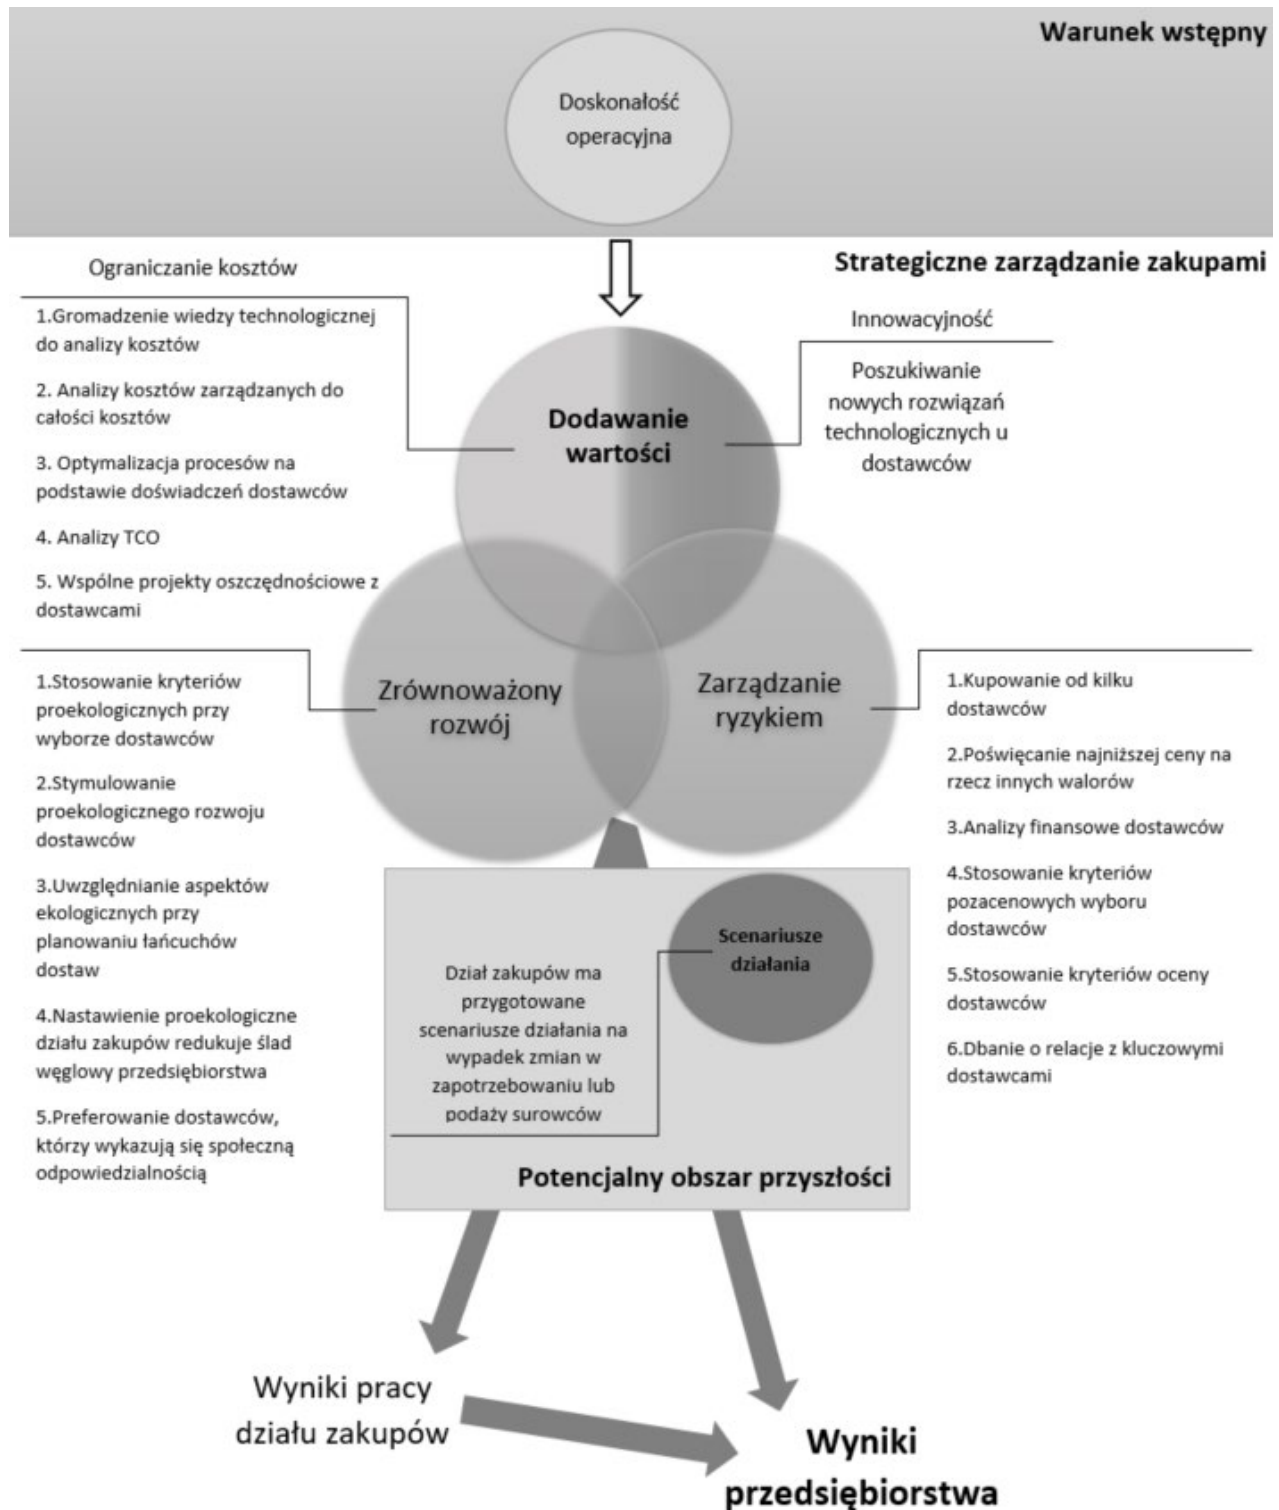 Warunek wstępny
Doskonałość
operacyjna
Ograniczanie kosztów
Strategiczne zarządzanie zakupami
1.Gromadzenie wiedzy technologicznej
do analizy kosztów
2. Analizy kosztów zarządzanych do
całości kosztów
3. Optymalizacja procesów na
podstawie doświadczeń dostawców
4. Analizy TCO
5. Wspólne projekty oszczędnościowe z
dostawcami
Innowacyjność
Poszukiwanie
nowych rozwiązań
technologicznych u
dostawców
Dodawanie
wartości
Zrównoważony
rozwój
Zarządzanie
ryzykiem
1.Stosowanie kryteriów
proekologicznych przy
wyborze dostawców
2.Stymulowanie
proekologicznego rozwoju
dostawców
3.Uwzględnianie aspektów
ekologicznych przy
planowaniu łańcuchów
dostaw
4.Nastawienie proekologiczne
działu zakupów redukuje ślad
węglowy przedsiębiorstwa
5.Preferowanie dostawców,
którzy wykazują się społeczną
odpowiedzialnością
1.Kupowanie od kilku
dostawców
2.Poświęcanie najniższej ceny na
rzecz innych walorów
3.Analizy finansowe dostawców
4.Stosowanie kryteriów
pozacenowych wyboru
dostawców
5.Stosowanie kryteriów oceny
dostawców
6.Dbanie o relacje z kluczowymi
dostawcami
Scenariusze
działania
Dział zakupów ma
przygotowane
scenariusze działania na
wypadek zmian w
zapotrzebowaniu lub
podaży surowców
Potencjalny obszar przyszłości
Wyniki pracy
działu zakupów
Wyniki
przedsiębiorstwa